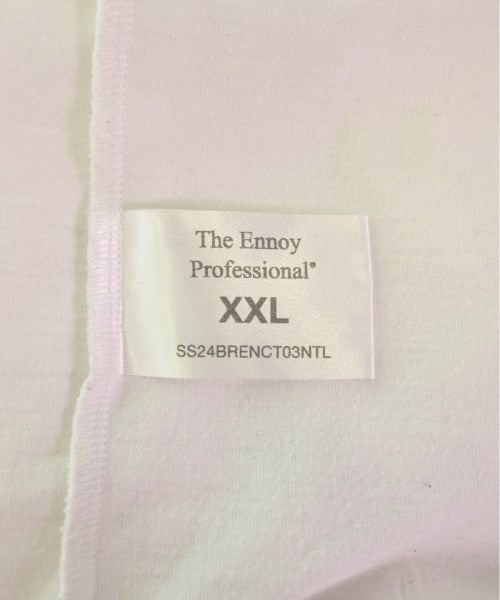 The Ennoy
Professional®
XXL
SS24BRENCT03NTL